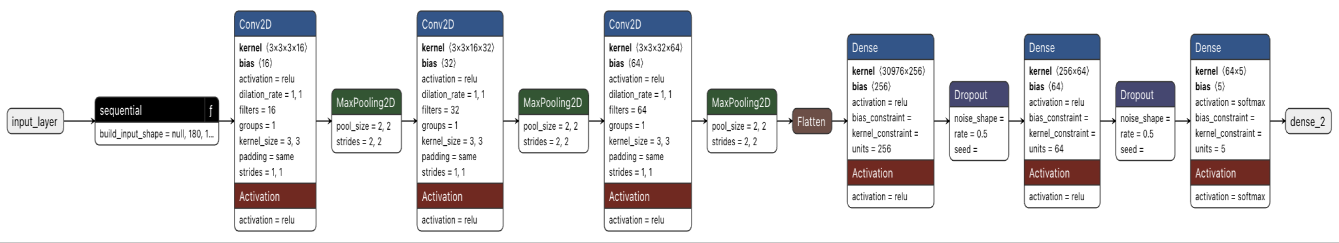 input_layer
sequential ƒ
build_input_shape = null, 180, 1...
Conv2D
kernel ⟨3×3×3×16⟩
bias ⟨16⟩
activation = relu
dilation_rate = 1, 1
filters = 16
groups = 1
kernel_size = 3, 3
padding = same
strides = 1, 1
Activation
activation = relu
MaxPooling2D
pool_size = 2, 2
strides = 2, 2
Conv2D
kernel ⟨3×3×16×32⟩
bias ⟨32⟩
activation = relu
dilation_rate = 1, 1
filters = 32
groups = 1
kernel_size = 3, 3
padding = same
strides = 1, 1
Activation
activation = relu
MaxPooling2D
pool_size = 2, 2
strides = 2, 2
Conv2D
kernel ⟨3×3×32×64⟩
bias ⟨64⟩
activation = relu
dilation_rate = 1, 1
filters = 64
groups = 1
kernel_size = 3, 3
padding = same
strides = 1, 1
Activation
activation = relu
MaxPooling2D
pool_size = 2, 2
strides = 2, 2
Flatten
Dense
kernel ⟨30976×256⟩
bias ⟨256⟩
activation = relu
bias_constraint =
kernel_constraint =
units = 256
Activation
activation = relu
Dropout
noise_shape =
rate = 0.5
seed =
Dense
kernel ⟨256×64⟩
bias ⟨64⟩
activation = relu
bias_constraint =
kernel_constraint =
units = 64
Activation
activation = relu
Dropout
noise_shape =
rate = 0.5
seed =
Dense
kernel ⟨64×5⟩
bias ⟨5⟩
activation = softmax
bias_constraint =
kernel_constraint =
units = 5
Activation
activation = softmax
dense_2